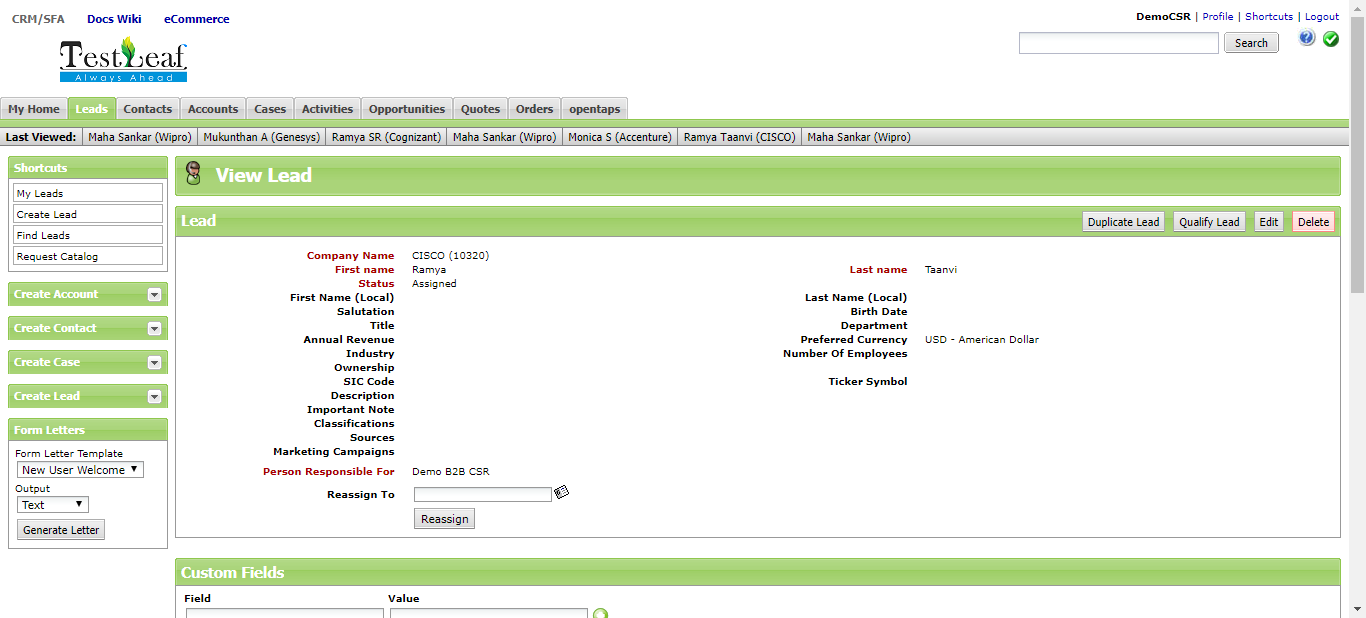 CRM/SFA Docs Wiki eCommerce
DemoCSR | Profile | Shortcuts | Logout
Search
TestLeaf
Always Ahead
My Home Leads Contacts Accounts Cases Activities Opportunities Quotes Orders opentaps
Last Viewed: Maha Sankar (Wipro) Mukunthan A (Genesys) Ramya SR (Cognizant) Maha Sankar (Wipro) Monica S (Accenture) Ramya Taanvi (CISCO) Maha Sankar (Wipro)
Shortcuts
My Leads
Create Lead
Find Leads
Request Catalog
Create Account
Create Contact
Create Case
Create Lead
Form Letters
Form Letter Template
New User Welcome
Output
Text
Generate Letter
View Lead
Lead Duplicate Lead Qualify Lead Edit Delete
Company Name CISCO (10320)
First name Ramya Last name Taanvi
Status Assigned
First Name (Local) Last Name (Local)
Salutation Birth Date
Title Department
Annual Revenue Preferred Currency USD - American Dollar
Industry Number Of Employees
Ownership
SIC Code Ticker Symbol
Description
Important Note
Classifications
Sources
Marketing Campaigns
Person Responsible For Demo B2B CSR
Reassign To
Reassign
Custom Fields
Field Value